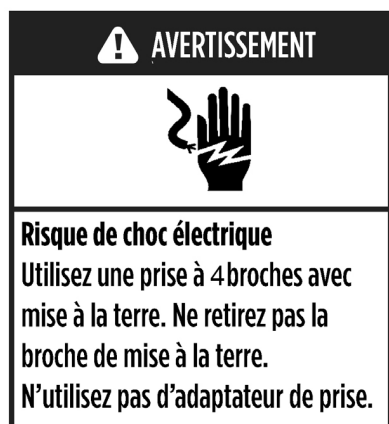 AVERTISSEMENT
Risque de choc électrique
Utilisez une prise à 4broches avec
mise à la terre. Ne retirez pas la
broche de mise à la terre.
N’utilisez pas d’adaptateur de prise.